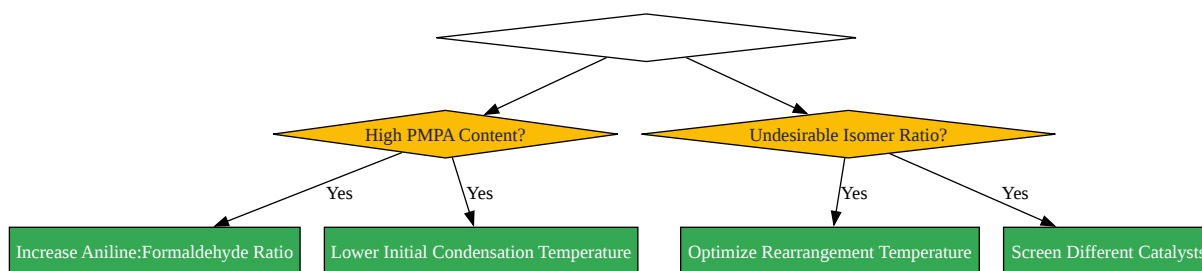 High PMPA Content?
Undesirable Isomer Ratio?
Yes
Yes
Yes
Yes
Increase Aniline:Formaldehyde Ratio
Lower Initial Condensation Temperature
Optimize Rearrangement Temperature
Screen Different Catalysts